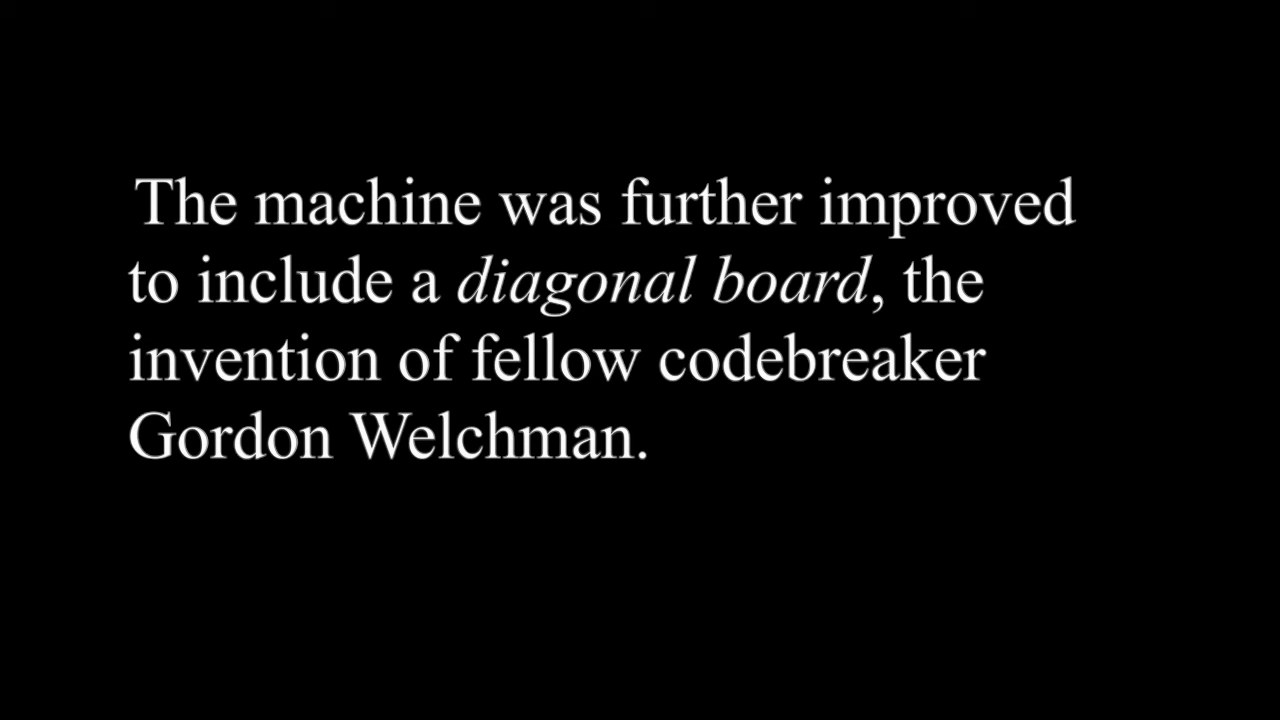 The machine was further improved
to include a diagonal board, the
invention of fellow codebreaker
Gordon Welchman.